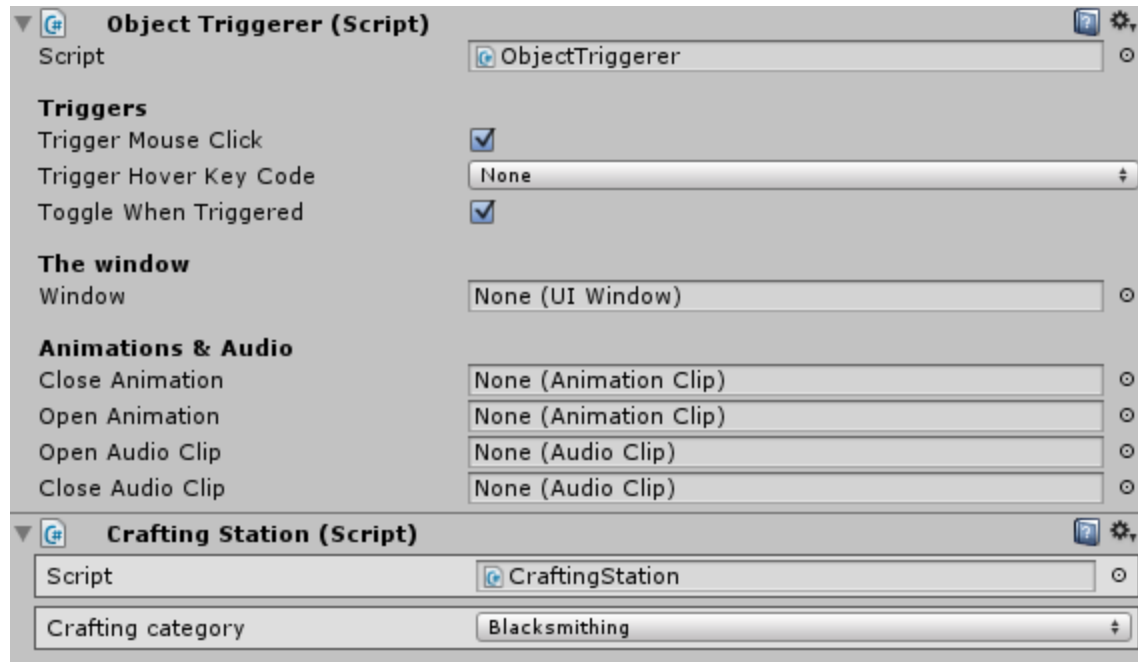 Object Triggerer (Script)
Script ObjectTriggerer
Triggers
Trigger Mouse Click
Trigger Hover Key Code None
Toggle When Triggered
The window
Window None (UI Window)
Animations & Audio
Close Animation None (Animation Clip)
Open Animation None (Animation Clip)
Open Audio Clip None (Audio Clip)
Close Audio Clip None (Audio Clip)
Crafting Station (Script)
Script CraftingStation
Crafting category Blacksmithing